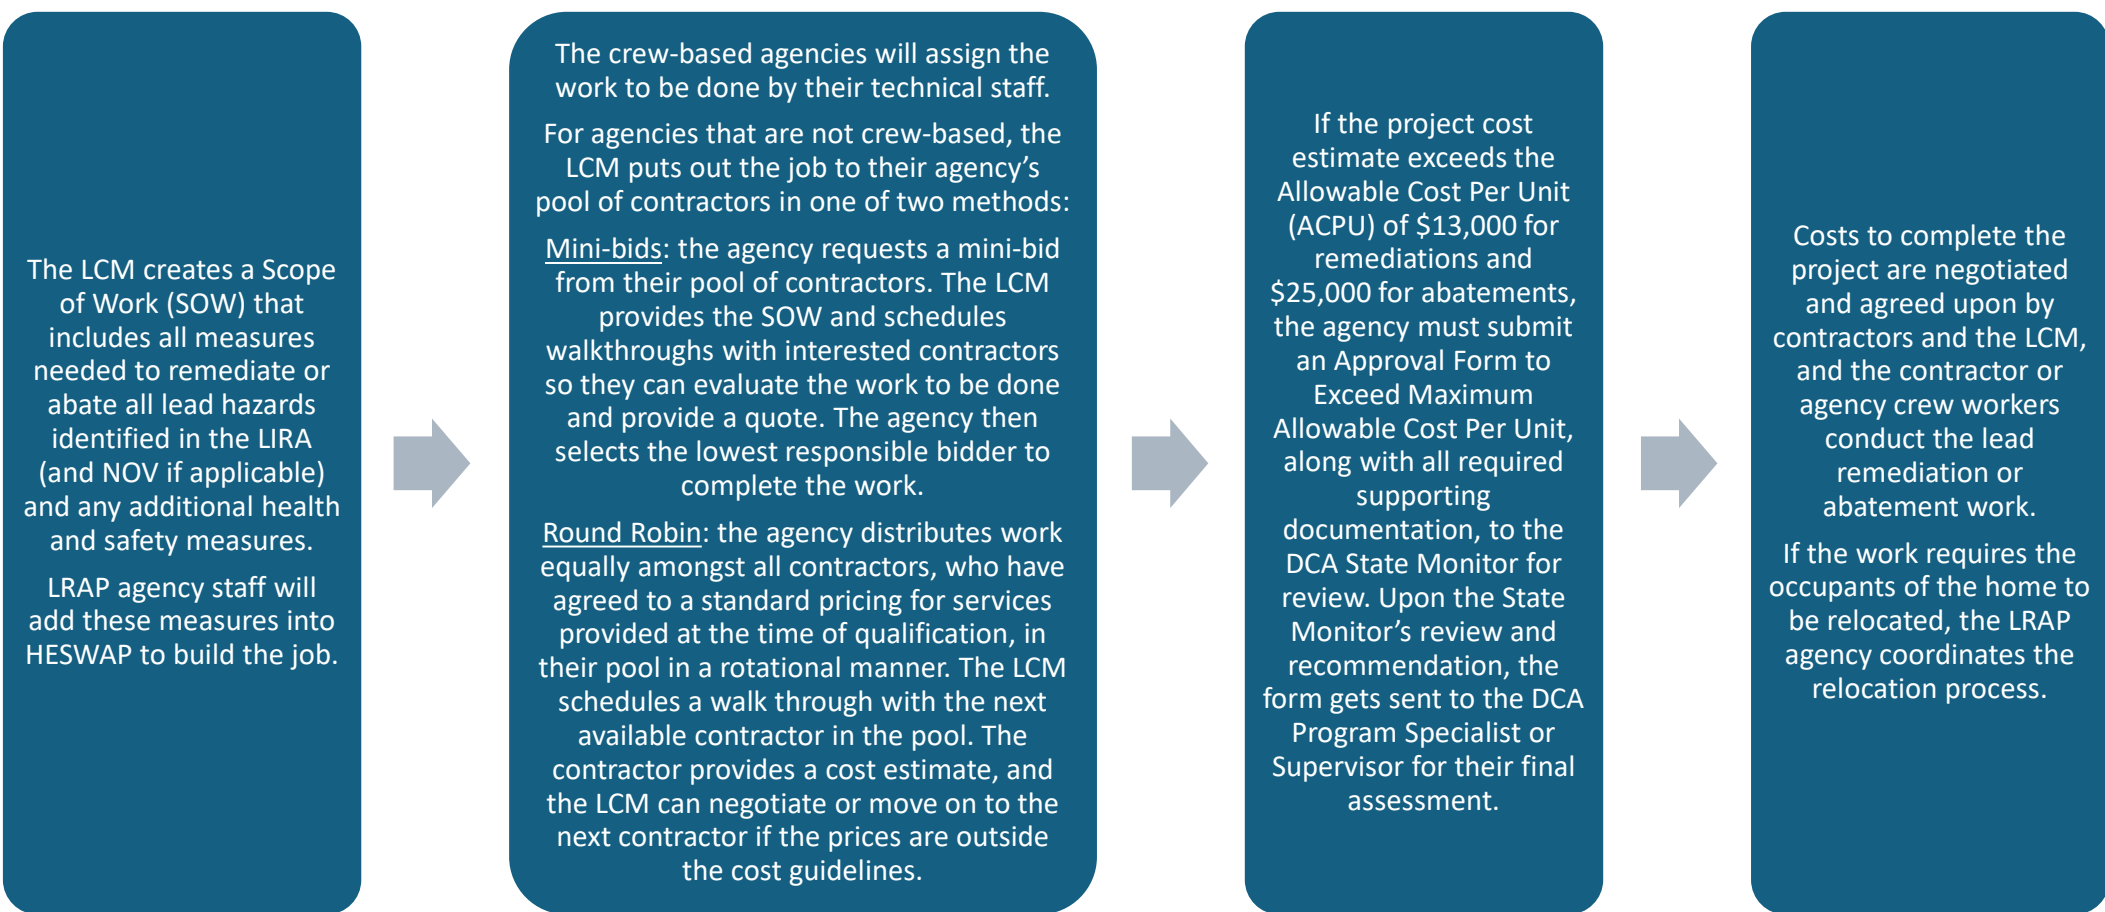 The LCM creates a Scope
of Work (SOW) that
includes all measures
needed to remediate or
abate all lead hazards
identified in the LIRA
(and NOV if applicable)
and any additional health
and safety measures.
LRAP agency staff will
add these measures into
HESWAP to build the job.
The crew-based agencies will assign the
work to be done by their technical staff.
For agencies that are not crew-based, the
LCM puts out the job to their agency’s
pool of contractors in one of two methods:
Mini-bids: the agency requests a mini-bid
from their pool of contractors. The LCM
provides the SOW and schedules
walkthroughs with interested contractors
so they can evaluate the work to be done
and provide a quote. The agency then
selects the lowest responsible bidder to
complete the work.
Round Robin: the agency distributes work
equally amongst all contractors, who have
agreed to a standard pricing for services
provided at the time of qualification, in
their pool in a rotational manner. The LCM
schedules a walk through with the next
available contractor in the pool. The
contractor provides a cost estimate, and
the LCM can negotiate or move on to the
next contractor if the prices are outside
the cost guidelines.
If the project cost
estimate exceeds the
Allowable Cost Per Unit
(ACPU) of $13,000 for
remediations and
$25,000 for abatements,
the agency must submit
an Approval Form to
Exceed Maximum
Allowable Cost Per Unit,
along with all required
supporting
documentation, to the
DCA State Monitor for
review. Upon the State
Monitor’s review and
recommendation, the
form gets sent to the DCA
Program Specialist or
Supervisor for their final
assessment.
Costs to complete the
project are negotiated
and agreed upon by
contractors and the LCM,
and the contractor or
agency crew workers
conduct the lead
remediation or
abatement work.
If the work requires the
occupants of the home to
be relocated, the LRAP
agency coordinates the
relocation process.